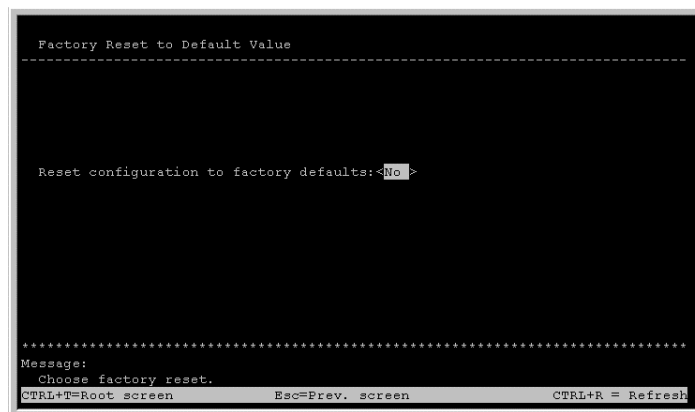 Factory Reset to Default Value
--------------------------------------------------------------------------------
Reset configuration to factory defaults:<No >
********************************************************************************
Message:
Choose factory reset.
CTRL+T=Root screen Esc=Prev. screen CTRL+R = Refresh